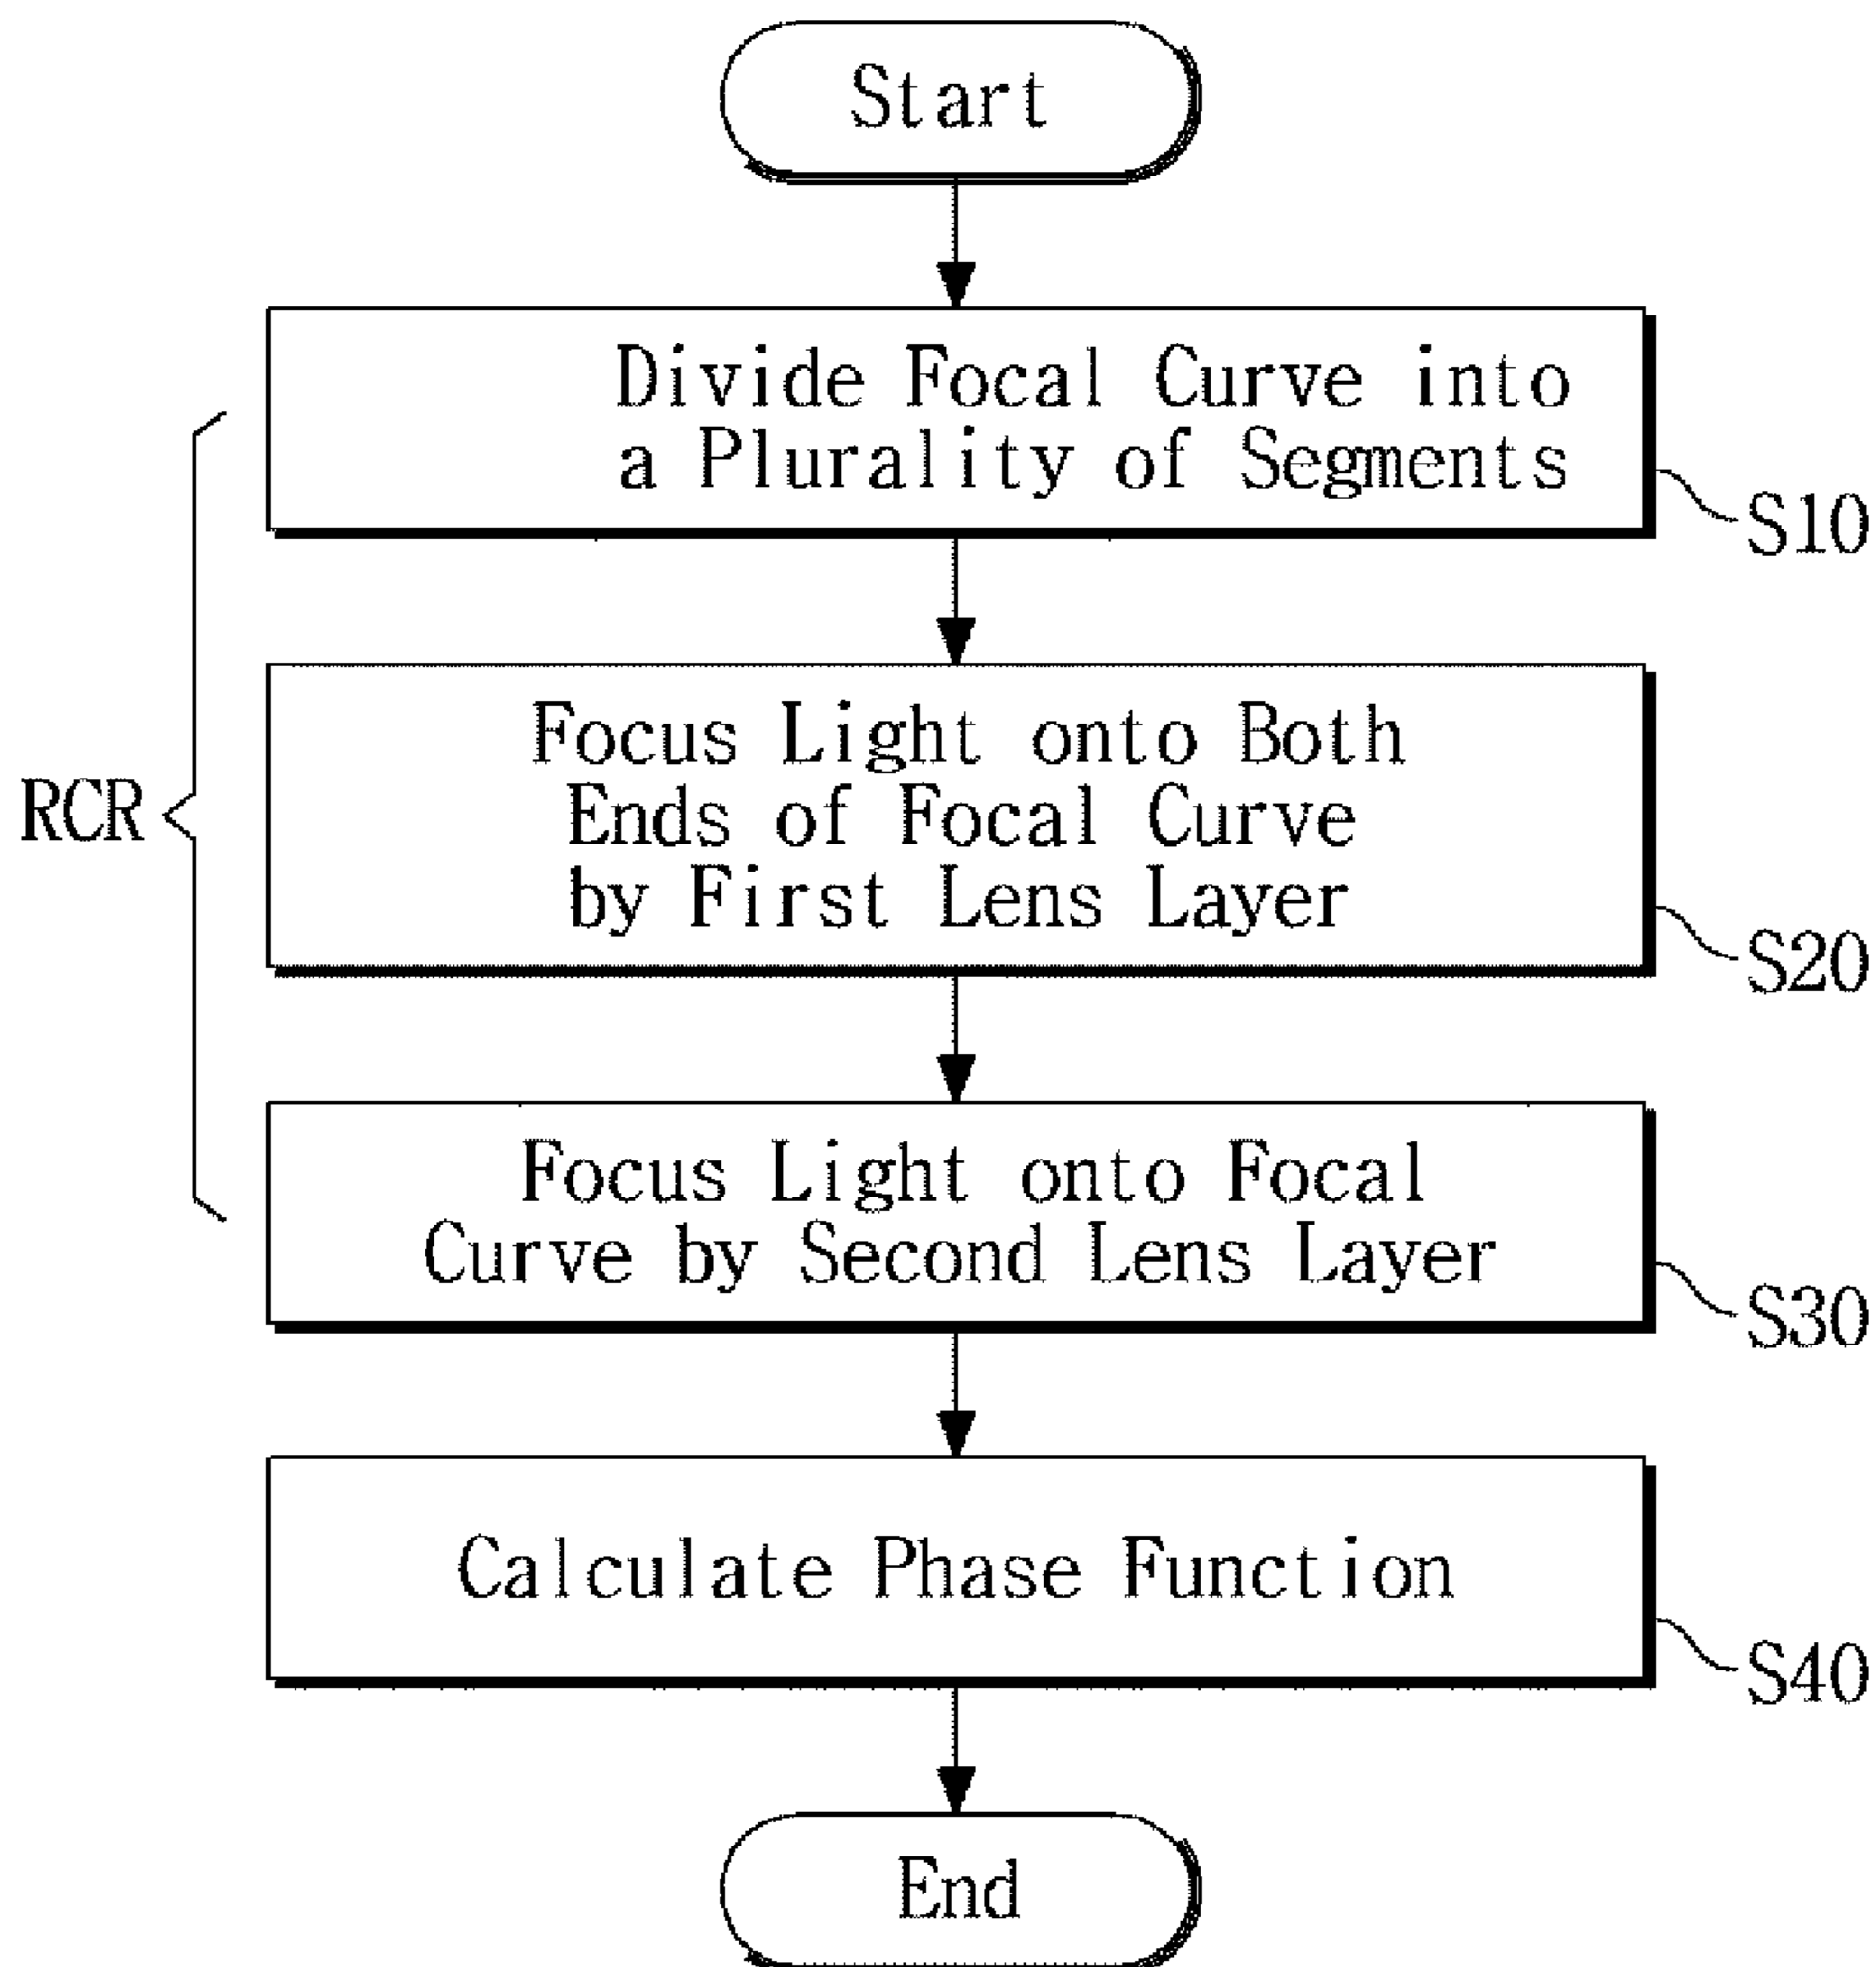 Start
Divide Focal Curve into
a Plurality of Segments
S10
Focus Light onto Both
Ends of Focal Curve
by First Lens Layer
RCR
S20
Focus Light onto Focal
Curve by Second Lens Layer
S30
Calculate Phase Function
S40
End